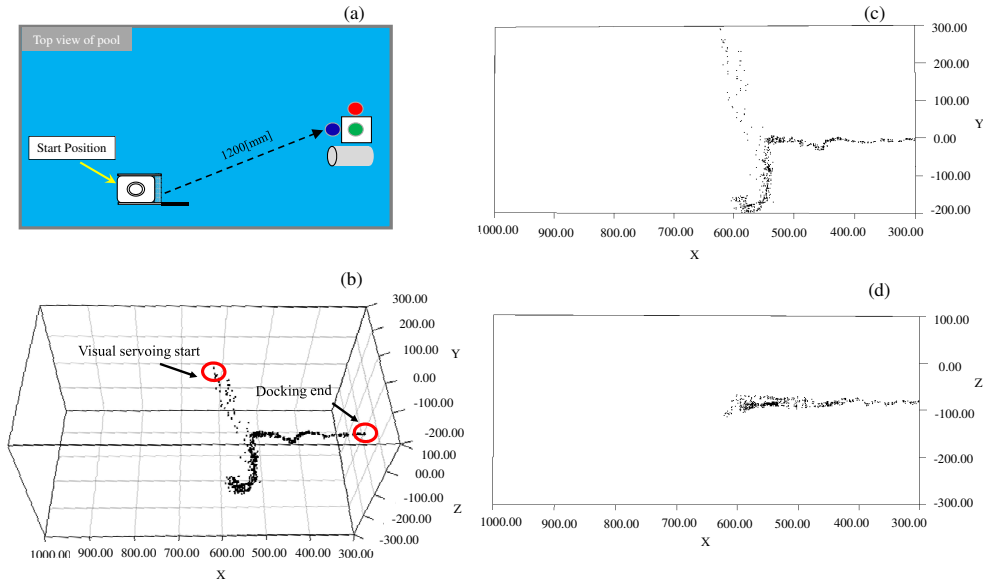 (a)
Top view of pool
Start Position
1200[mm]
(b)
Visual servoing start
Docking end
300.00
200.00
100.00
Y
0.00
-100.00
-200.00
100.00
00.00
-100.00
Z
-200.00
-300.00
1000.00 900.00 800.00 700.00 600.00 500.00 400.00 300.00
X
(c)
300.00
200.00
100.00
0.00
Y
-100.00
-200.00
1000.00 900.00 800.00 700.00 600.00 500.00 400.00 300.00
X
(d)
100.00
0.00
Z
-100.00
-200.00
-300.00
1000.00 900.00 800.00 700.00 600.00 500.00 400.00 300.00
X